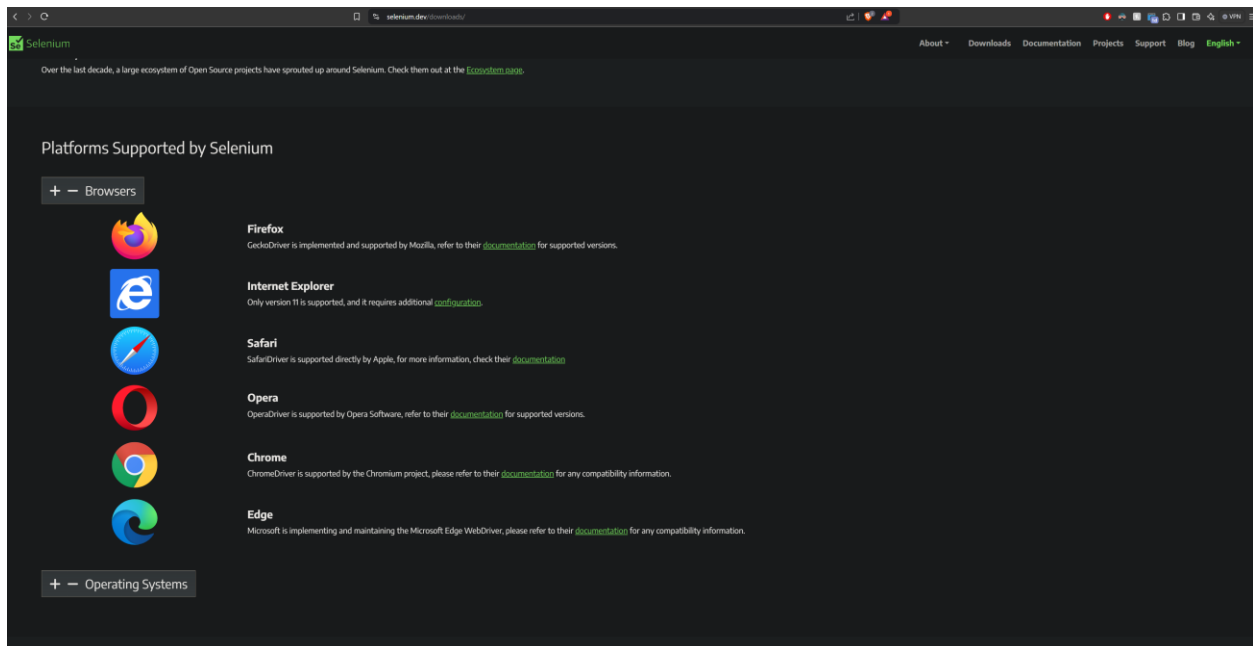 selenium.dev/downloads/
VPN
Selenium
About
Downloads
Documentation
Projects
Support
Blog
English
Over the last decade, a large ecosystem of Open Source projects have sprouted up around Selenium. Check them out at the Ecosystem page.
Platforms Supported by Selenium
+ − Browsers
Firefox
GeckoDriver is implemented and supported by Mozilla, refer to their documentation for supported versions.
Internet Explorer
Only version 11 is supported, and it requires additional configuration.
Safari
SafariDriver is supported directly by Apple, for more information, check their documentation
Opera
OperaDriver is supported by Opera Software, refer to their documentation for supported versions.
Chrome
ChromeDriver is supported by the Chromium project, please refer to their documentation for any compatibility information.
Edge
Microsoft is implementing and maintaining the Microsoft Edge WebDriver, please refer to their documentation for any compatibility information.
+ − Operating Systems